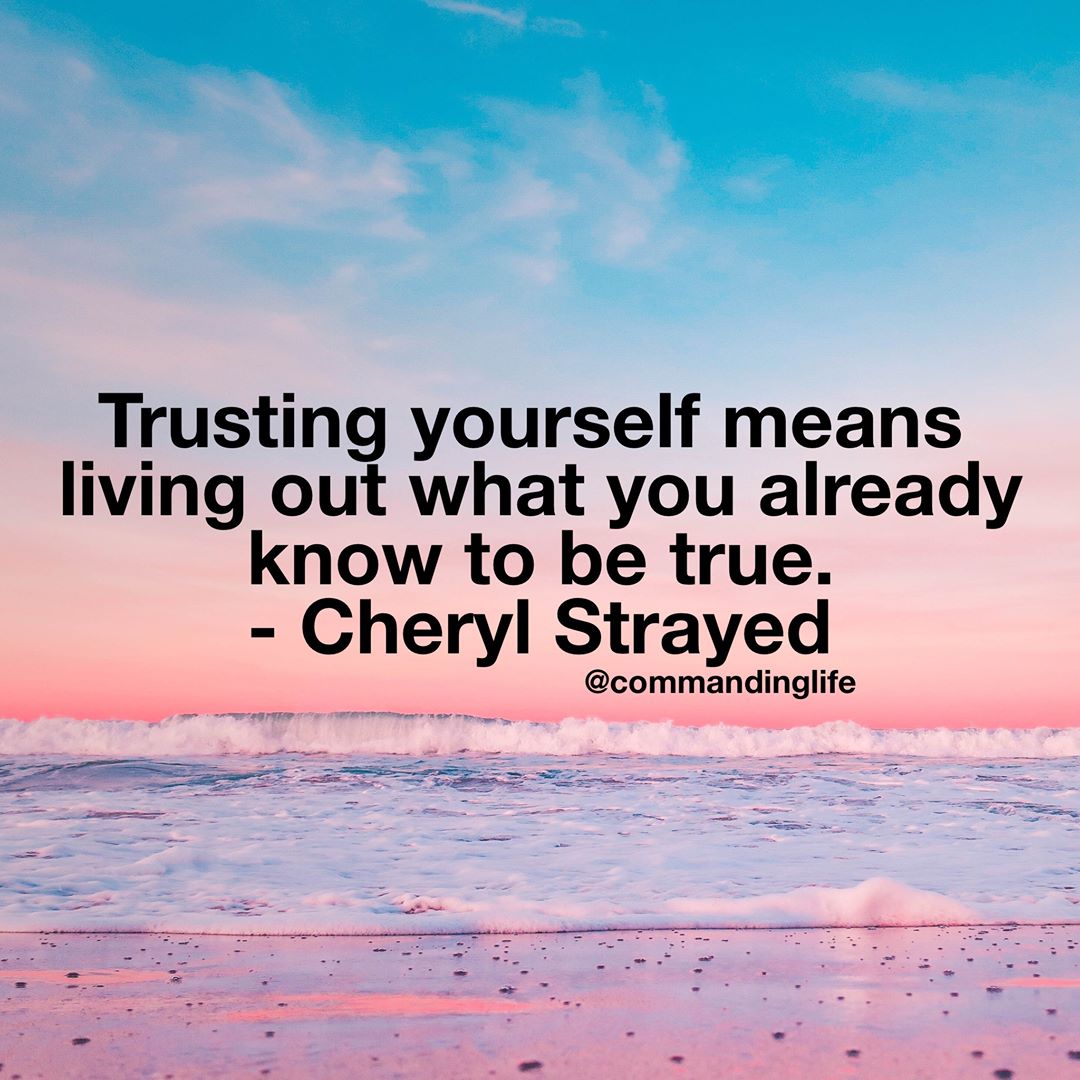 Trusting yourself means
living out what you already
know to be true.
- Cheryl Strayed
@commandinglife